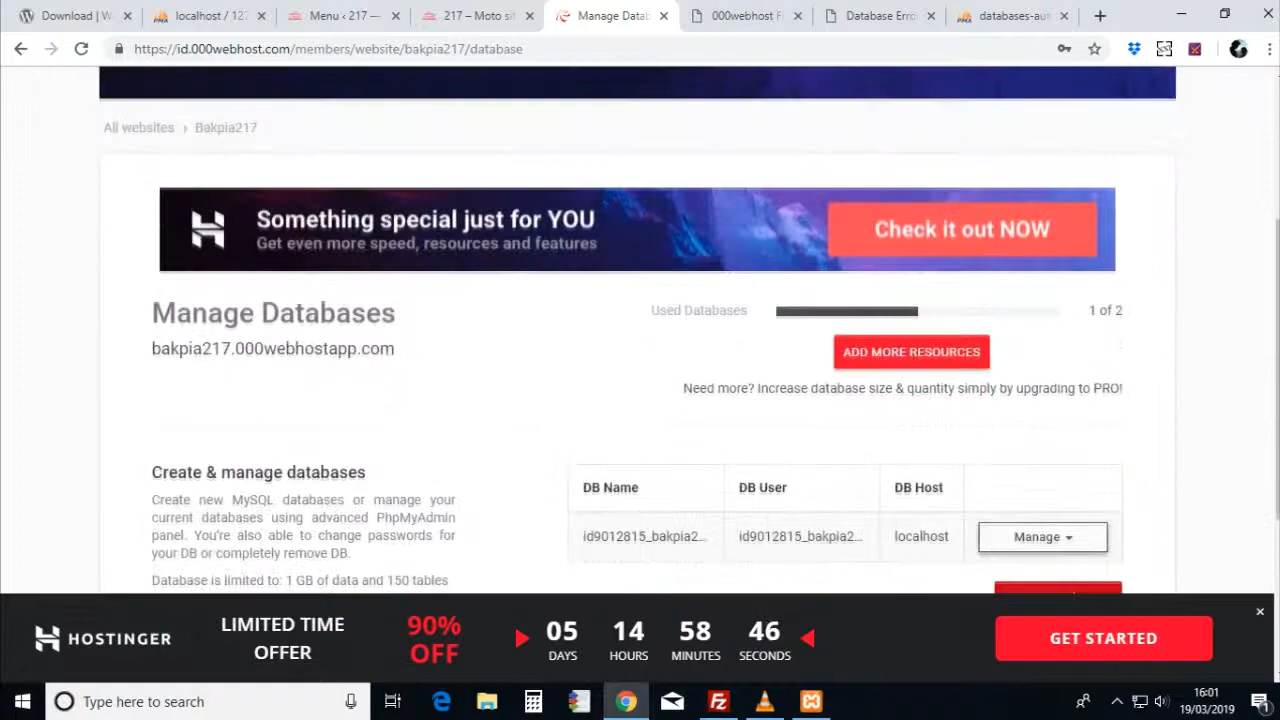 Download | W
localhost / 127
Menu ‹ 217 —
217 – Moto sit
Manage Datab
000webhost F
Database Erro
databases-aut
https://id.000webhost.com/members/website/bakpia217/database
All websites › Bakpia217
Something special just for YOU
Get even more speed, resources and features
Check it out NOW
Manage Databases
bakpia217.000webhostapp.com
Used Databases
1 of 2
ADD MORE RESOURCES
Need more? Increase database size & quantity simply by upgrading to PRO!
Create & manage databases
Create new MySQL databases or manage your
current databases using advanced PhpMyAdmin
panel. You're also able to change passwords for
your DB or completely remove DB.
Database is limited to: 1 GB of data and 150 tables
DB Name DB User DB Host
id9012815_bakpia2... id9012815_bakpia2... localhost Manage
HOSTINGER
LIMITED TIME
OFFER
90%
OFF
05 14 58 46
DAYS HOURS MINUTES SECONDS
GET STARTED
Type here to search
16:01
19/03/2019